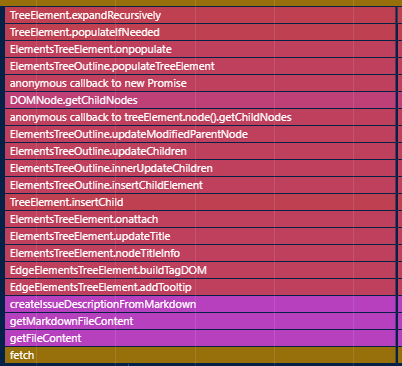 TreeElement.expandRecursively
TreeElement.populateIfNeeded
ElementsTreeElement.onpopulate
ElementsTreeOutline.populateTreeElement
anonymous callback to new Promise
DOMNode.getChildNodes
anonymous callback to treeElement.node().getChildNodes
ElementsTreeOutline.updateModifiedParentNode
ElementsTreeOutline.updateChildren
ElementsTreeOutline.innerUpdateChildren
ElementsTreeOutline.insertChildElement
TreeElement.insertChild
ElementsTreeElement.onattach
ElementsTreeElement.updateTitle
ElementsTreeElement.nodeTitleInfo
EdgeElementsTreeElement.buildTagDOM
EdgeElementsTreeElement.addTooltip
createIssueDescriptionFromMarkdown
getMarkdownFileContent
getFileContent
fetch